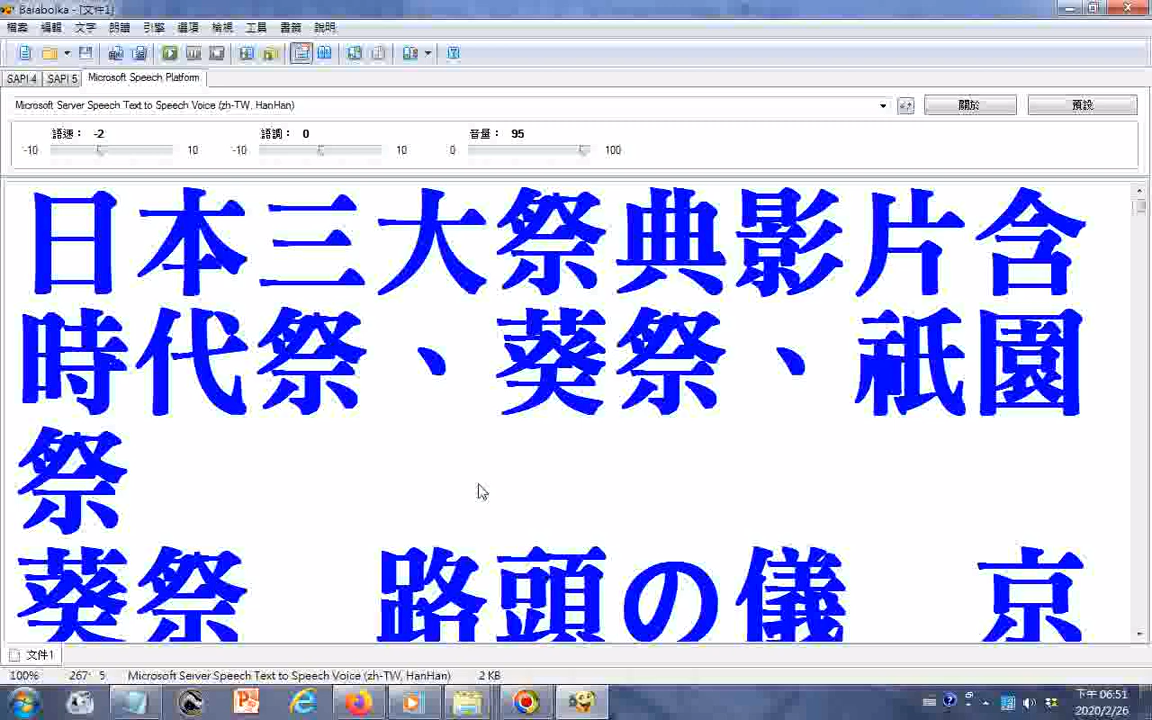 Balabolka - [文件1]
檔案 編輯 文字 朗讀 引擎 選項 檢視 工具 書籤 說明
SAPI 4 SAPI 5 Microsoft Speech Platform
Microsoft Server Speech Text to Speech Voice (zh-TW, HanHan) 關於 預設
語速： -2 語調： 0 音量： 95
-10 10 -10 10 0 100
日本三大祭典影片含
時代祭、葵祭、祇園
祭
葵祭 路頭の儀 京
文件1
100% 267: 5 Microsoft Server Speech Text to Speech Voice (zh-TW, HanHan) 2 KB
下午 06:51
2020/2/26